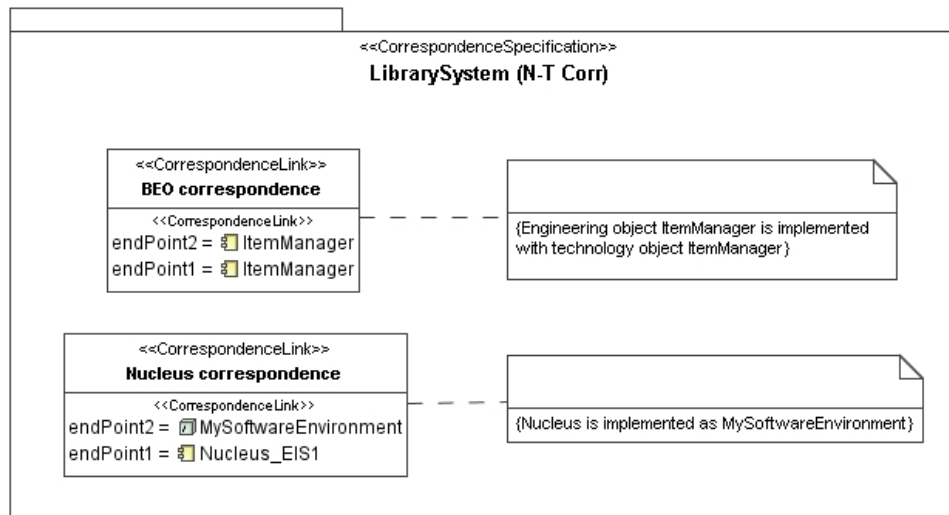 <<CorrespondenceSpecification>>
LibrarySystem (N-T Corr)
<<CorrespondenceLink>>
BEO correspondence
<<CorrespondenceLink>>
endPoint2 = ItemManager
endPoint1 = ItemManager
{Engineering object ItemManager is implemented
with technology object ItemManager}
<<CorrespondenceLink>>
Nucleus correspondence
<<CorrespondenceLink>>
endPoint2 = MySoftwareEnvironment
endPoint1 = Nucleus_EIS1
{Nucleus is implemented as MySoftwareEnvironment}